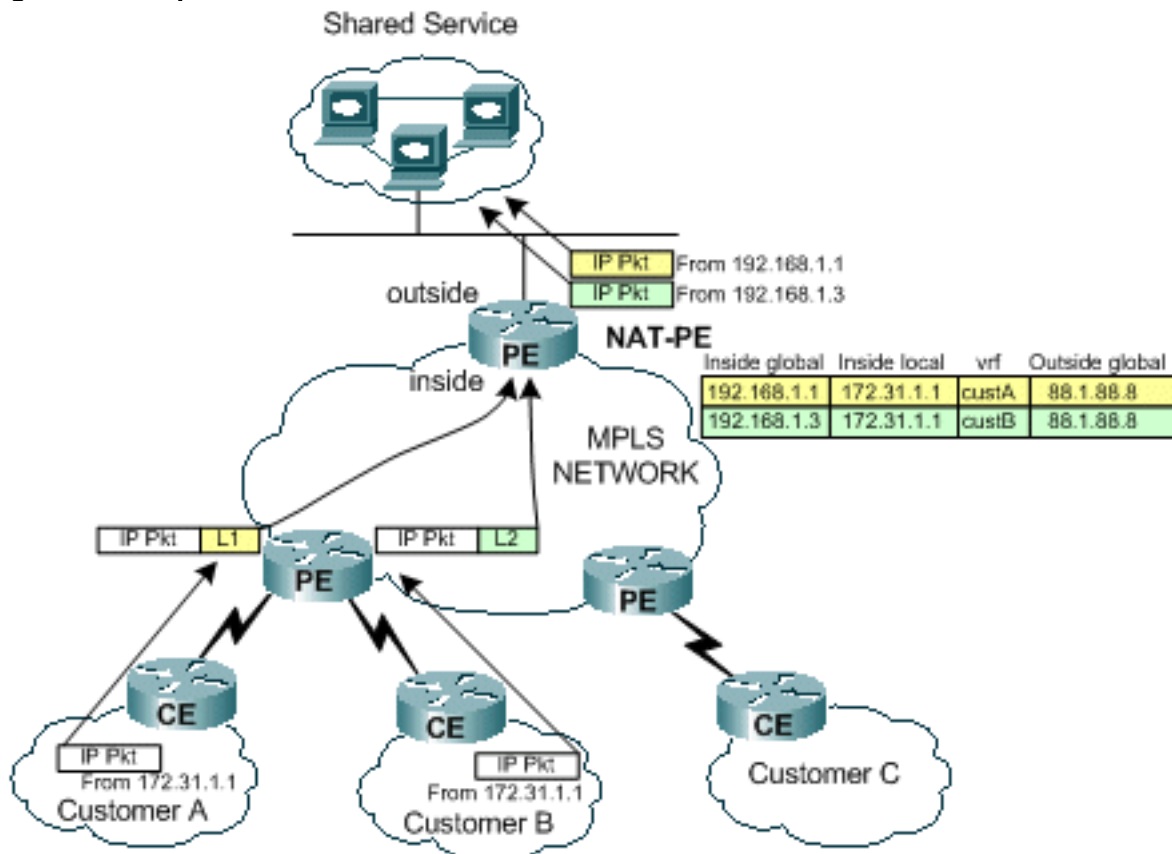 Shared Service
IP Pkt From 192.168.1.1
IP Pkt From 192.168.1.3
outside
PE
NAT-PE
inside
Inside global Inside local vrf Outside global
192.168.1.1 172.31.1.1 custA 88.1.88.8
192.168.1.3 172.31.1.1 custB 88.1.88.8
MPLS
NETWORK
IP Pkt L1
IP Pkt L2
PE
PE
CE
CE
CE
IP Pkt
From 172.31.1.1
Customer A
IP Pkt
From 172.31.1.1
Customer B
Customer C